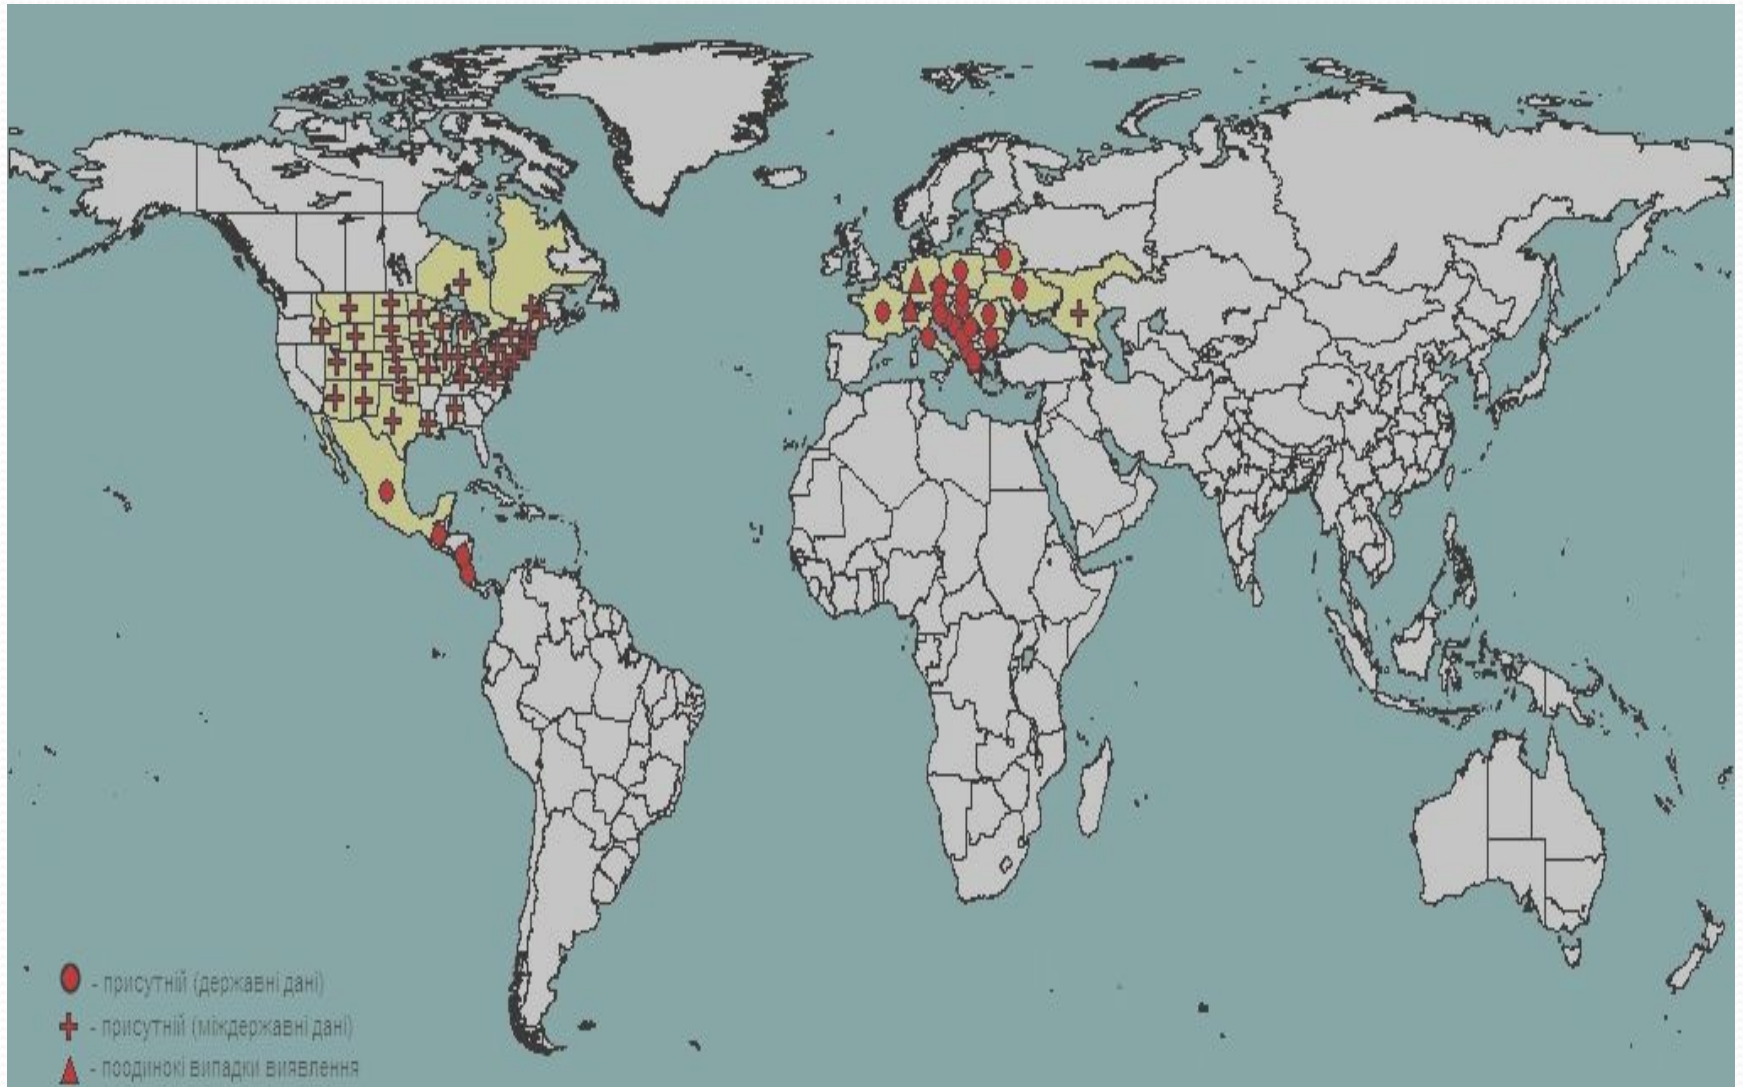 - присутній (державні дані)
- присутній (міждержавні дані)
- поодинокі випадки виявлення